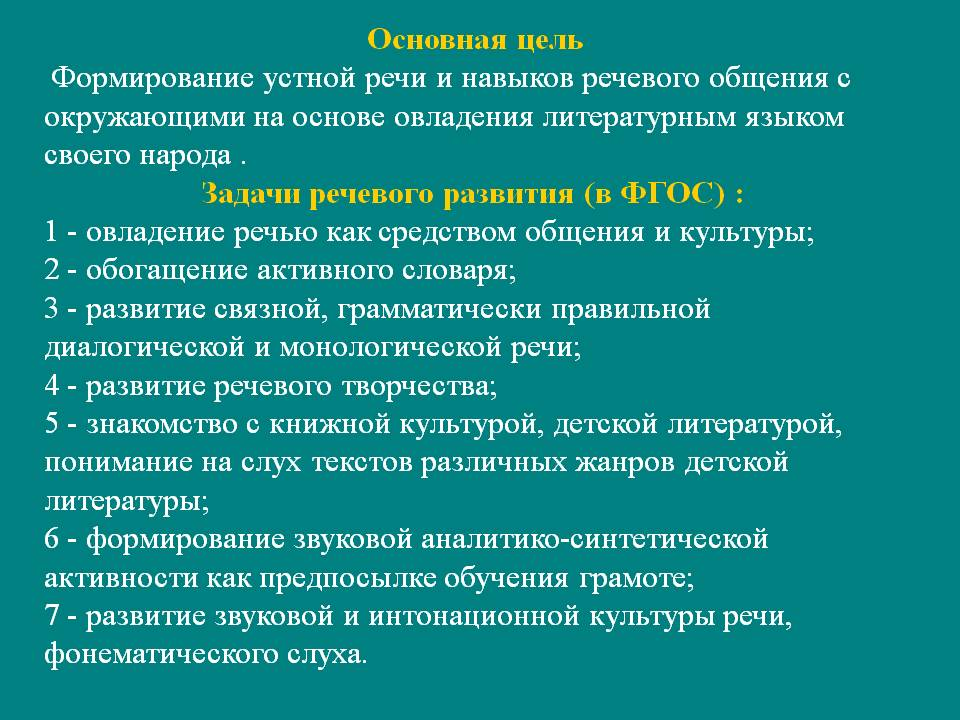 Основная цель
Формирование устной речи и навыков речевого общения с
окружающими на основе овладения литературным языком
своего народа .
Задачи речевого развития (в ФГОС) :
1 - овладение речью как средством общения и культуры;
2 - обогащение активного словаря;
3 - развитие связной, грамматически правильной
диалогической и монологической речи;
4 - развитие речевого творчества;
5 - знакомство с книжной культурой, детской литературой,
понимание на слух текстов различных жанров детской
литературы;
6 - формирование звуковой аналитико-синтетической
активности как предпосылке обучения грамоте;
7 - развитие звуковой и интонационной культуры речи,
фонематического слуха.